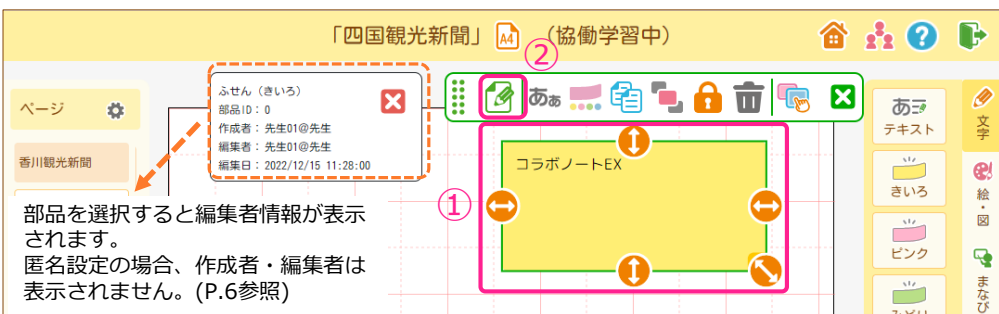 「四国観光新聞」 A4 （協働学習中）
②
ページ
香川観光新聞
ふせん（きいろ）
部品ID：0
作成者：先生01@先生
編集者：先生01@先生
編集日：2022/12/15 11:28:00
部品を選択すると編集者情報が表示
されます。
匿名設定の場合、作成者・編集者は
表示されません。(P.6参照)
あぁ
①
コラボノートEX
あ
テキスト
きいろ
ピンク
みどり
文字
絵・図
まなび